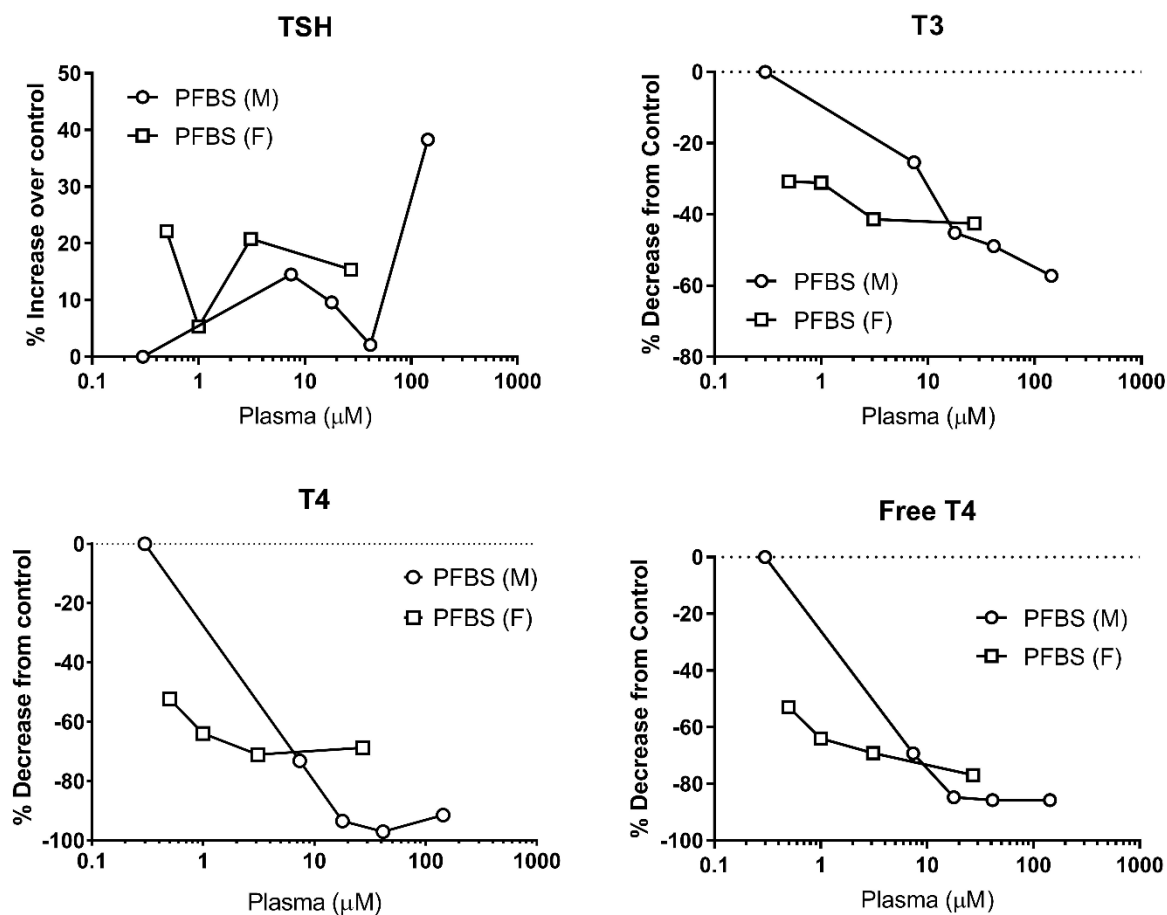 TSH
% Increase over control
50
40
30
20
10
0
PFBS (M)
PFBS (F)
0.1 1 10 100 1000
Plasma (μM)
T3
% Decrease from Control
0
-20
-40
-60
-80
PFBS (M)
PFBS (F)
0.1 1 10 100 1000
Plasma (μM)
T4
% Decrease from control
0
-20
-40
-60
-80
-100
PFBS (M)
PFBS (F)
0.1 1 10 100 1000
Plasma (μM)
Free T4
% Decrease from Control
0
-20
-40
-60
-80
-100
PFBS (M)
PFBS (F)
0.1 1 10 100 1000
Plasma (μM)